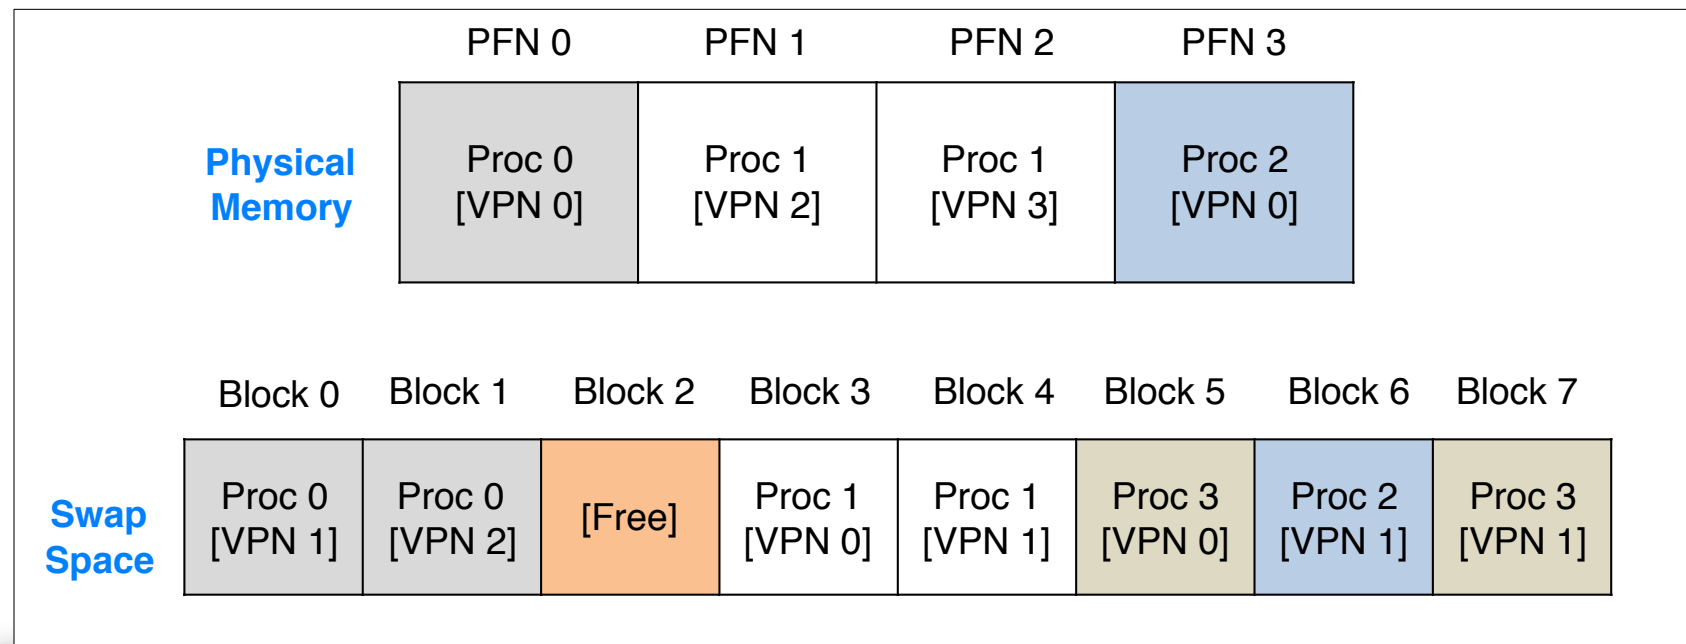 PFN 0 PFN 1 PFN 2 PFN 3
Physical
Memory
Proc 0
[VPN 0]
Proc 1
[VPN 2]
Proc 1
[VPN 3]
Proc 2
[VPN 0]
Block 0 Block 1 Block 2 Block 3 Block 4 Block 5 Block 6 Block 7
Swap
Space
Proc 0
[VPN 1]
Proc 0
[VPN 2]
[Free]
Proc 1
[VPN 0]
Proc 1
[VPN 1]
Proc 3
[VPN 0]
Proc 2
[VPN 1]
Proc 3
[VPN 1]